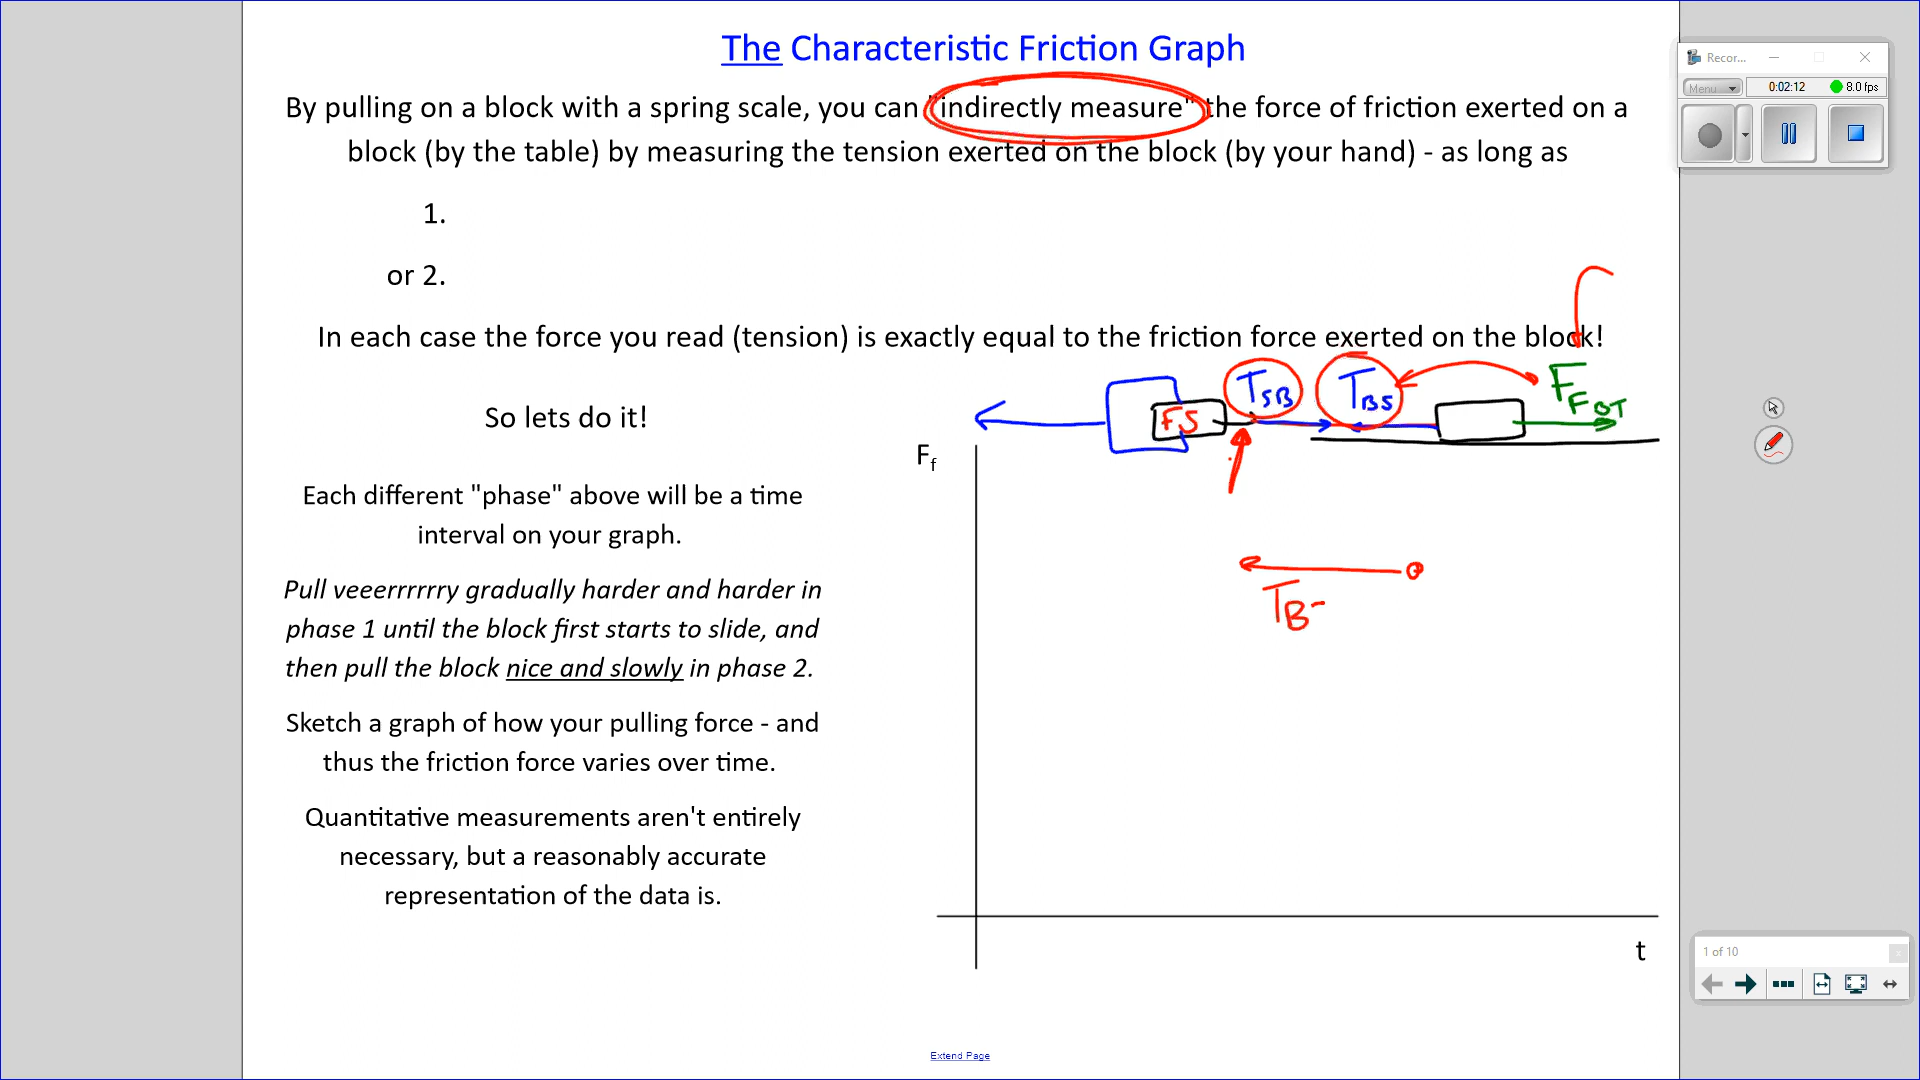 The Characteristic Friction Graph
By pulling on a block with a spring scale, you can "indirectly measure" the force of friction exerted on a
block (by the table) by measuring the tension exerted on the block (by your hand) - as long as
1.
or 2.
In each case the force you read (tension) is exactly equal to the friction force exerted on the block!
TSB
TBS
FFBT
FS
So lets do it!
Ff
Each different "phase" above will be a time
interval on your graph.
TB
Pull veeerrrrrry gradually harder and harder in
phase 1 until the block first starts to slide, and
then pull the block nice and slowly in phase 2.
Sketch a graph of how your pulling force - and
thus the friction force varies over time.
Quantitative measurements aren't entirely
necessary, but a reasonably accurate
representation of the data is.
t
Extend Page
Recor...
Menu
0:02:12
8.0 fps
1 of 10